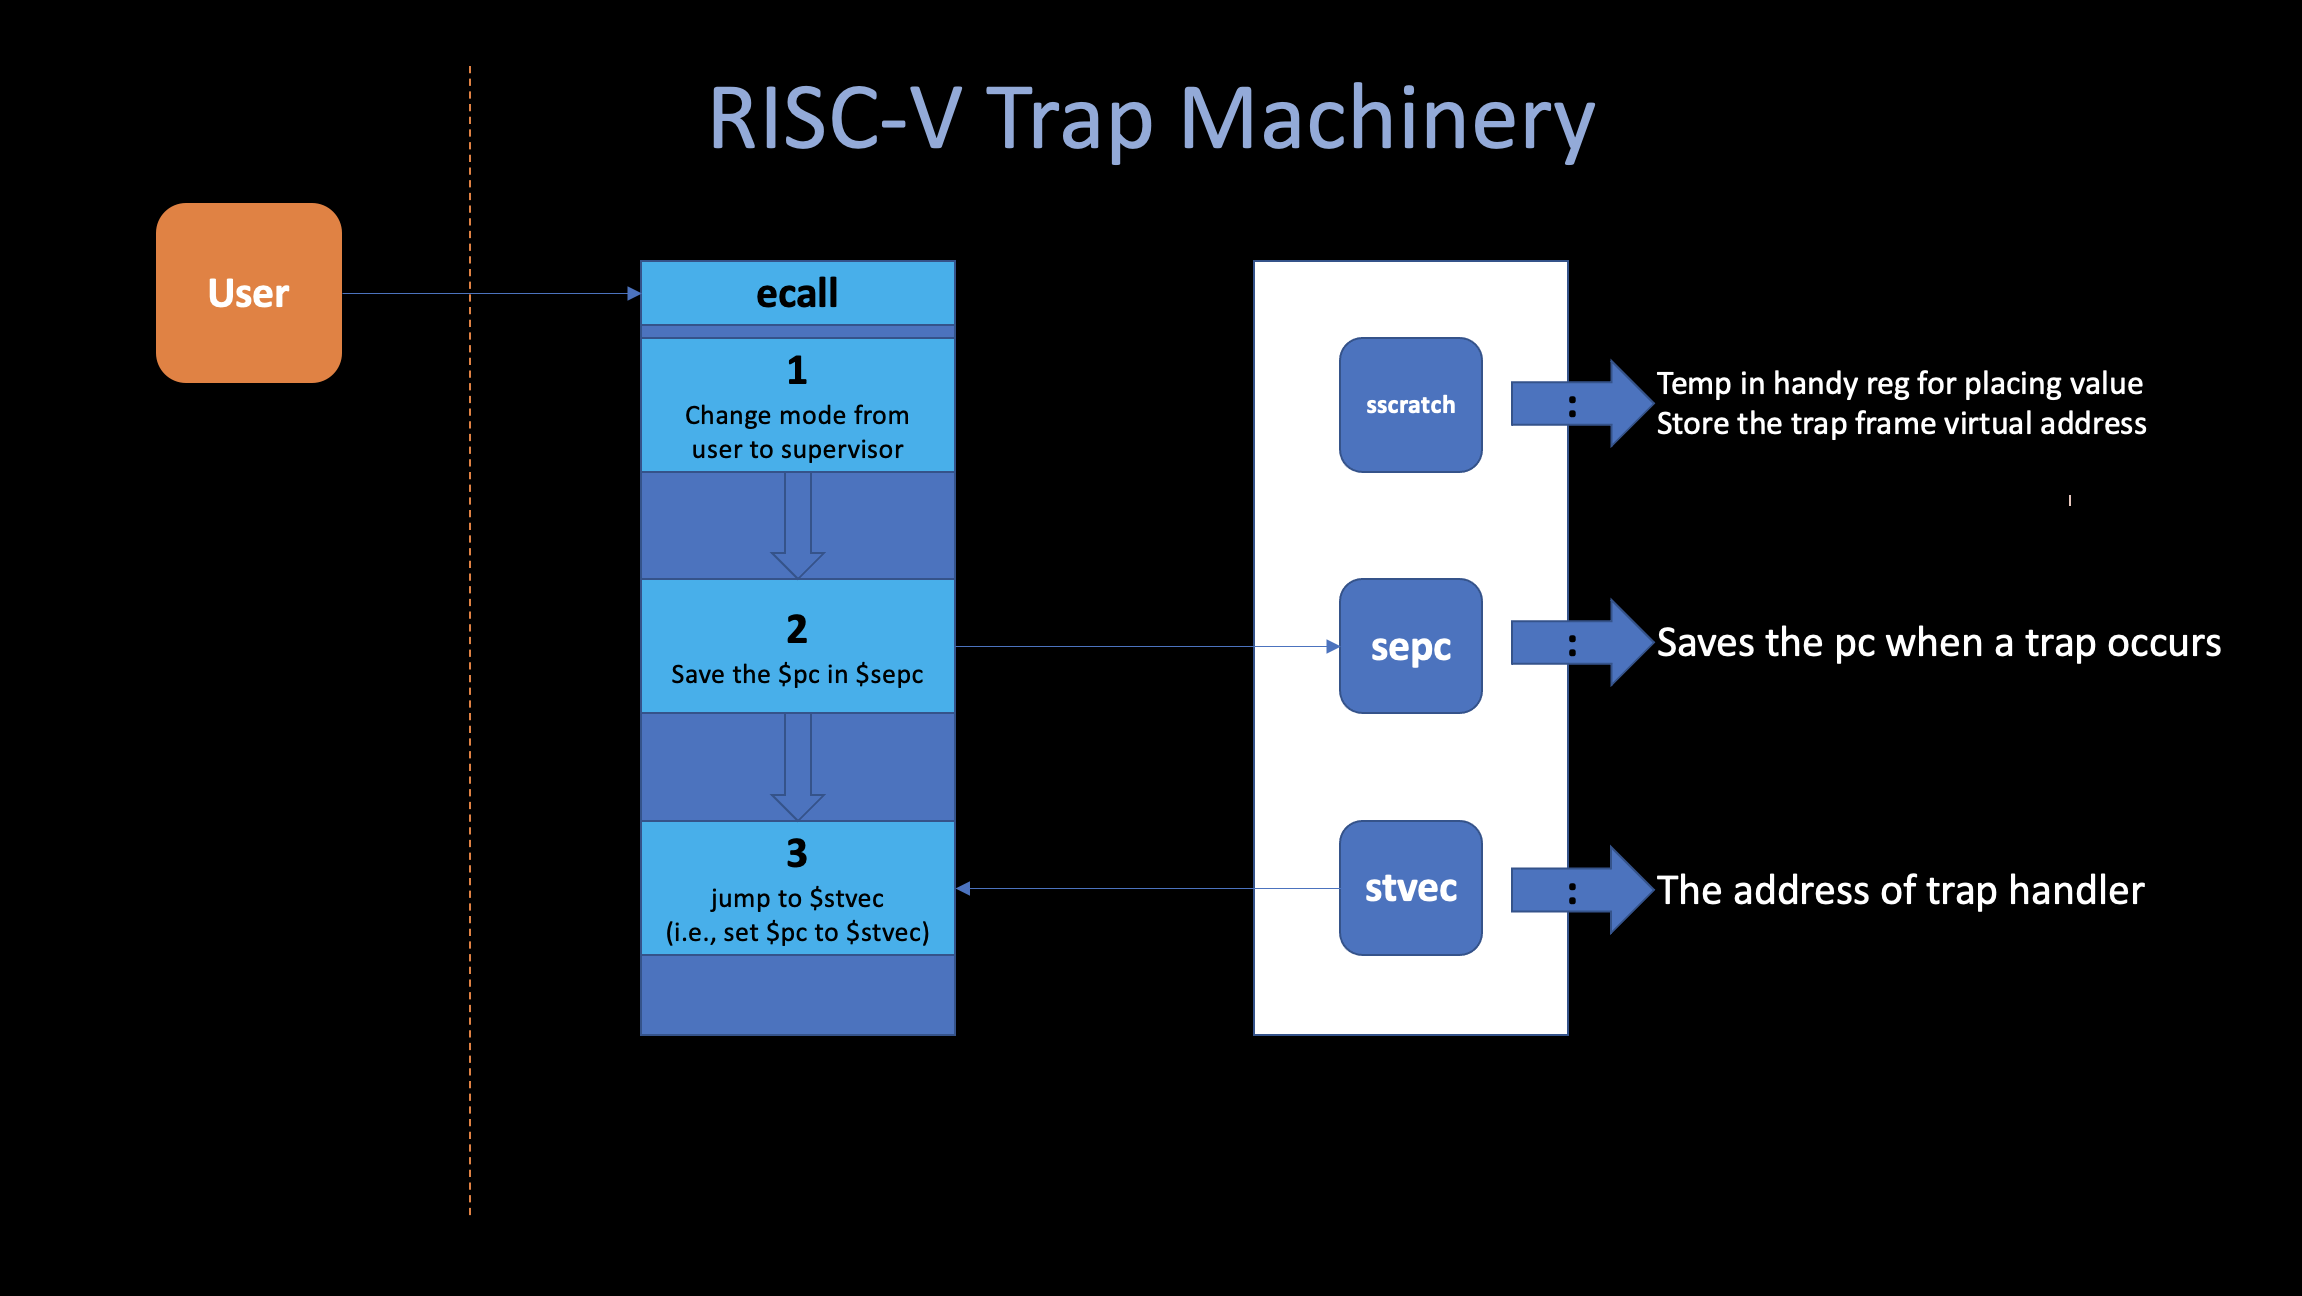 RISC-V Trap Machinery
User
ecall
1
Change mode from
user to supervisor
2
Save the $pc in $sepc
3
jump to $stvec
(i.e., set $pc to $stvec)
sscratch
:
Temp in handy reg for placing value
Store the trap frame virtual address
sepc
:
Saves the pc when a trap occurs
stvec
:
The address of trap handler